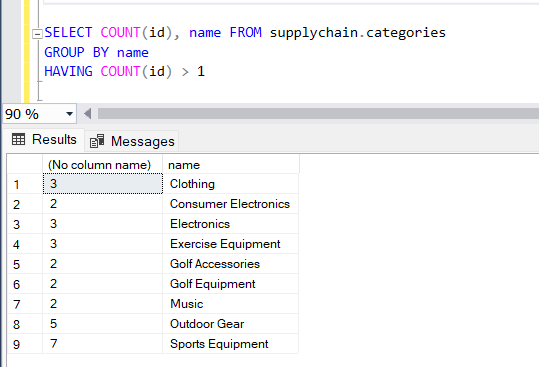 SELECT COUNT(id), name FROM supplychain.categories
GROUP BY name
HAVING COUNT(id) > 1
90 %
Results Messages
(No column name) name
1 3 Clothing
2 2 Consumer Electronics
3 3 Electronics
4 3 Exercise Equipment
5 2 Golf Accessories
6 2 Golf Equipment
7 2 Music
8 5 Outdoor Gear
9 7 Sports Equipment